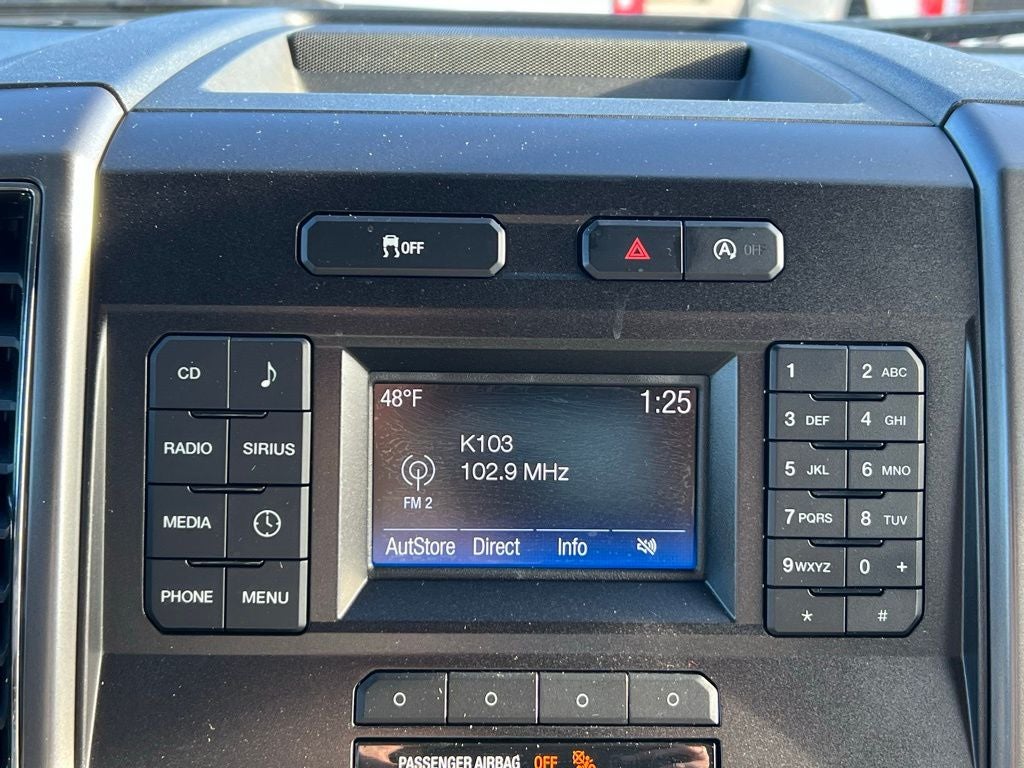 OFF
A OFF
CD
RADIO SIRIUS
MEDIA
PHONE MENU
48°F 1:25
K103
102.9 MHz
FM 2
AutoStore Direct Info
1 2 ABC
3 DEF 4 GHI
5 JKL 6 MNO
7 PQRS 8 TUV
9 WXYZ 0 +
* #
PASSENGER AIRBAG OFF